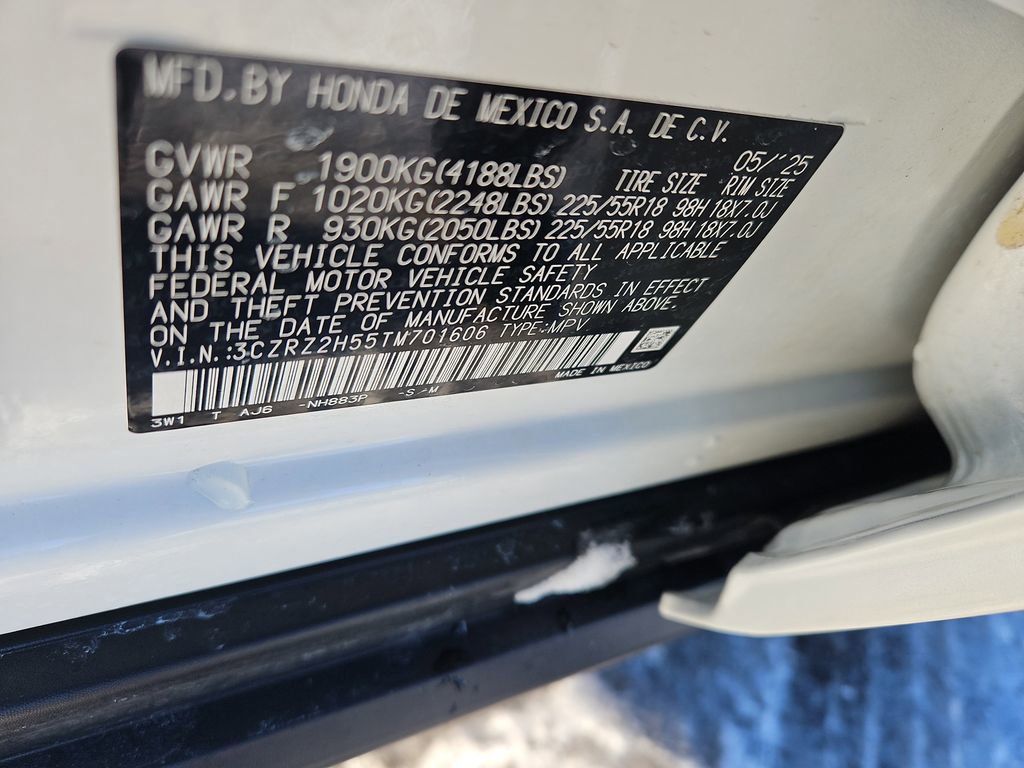 MFD. BY HONDA DE MEXICO S.A. DE C.V.
05/'25
GVWR 1900KG(4188LBS) TIRE SIZE RIM SIZE
GAWR F 1020KG(2248LBS) 225/55R18 98H 18X7.0J
GAWR R 930KG(2050LBS) 225/55R18 98H 18X7.0J
THIS VEHICLE CONFORMS TO ALL APPLICABLE
FEDERAL MOTOR VEHICLE SAFETY
AND THEFT PREVENTION STANDARDS IN EFFECT
ON THE DATE OF MANUFACTURE SHOWN ABOVE.
V.I.N.:3CZRZ2H55TM701606 TYPE:MPV
MADE IN MEXICO
3W1 T AJ6 -NH883P -S -M